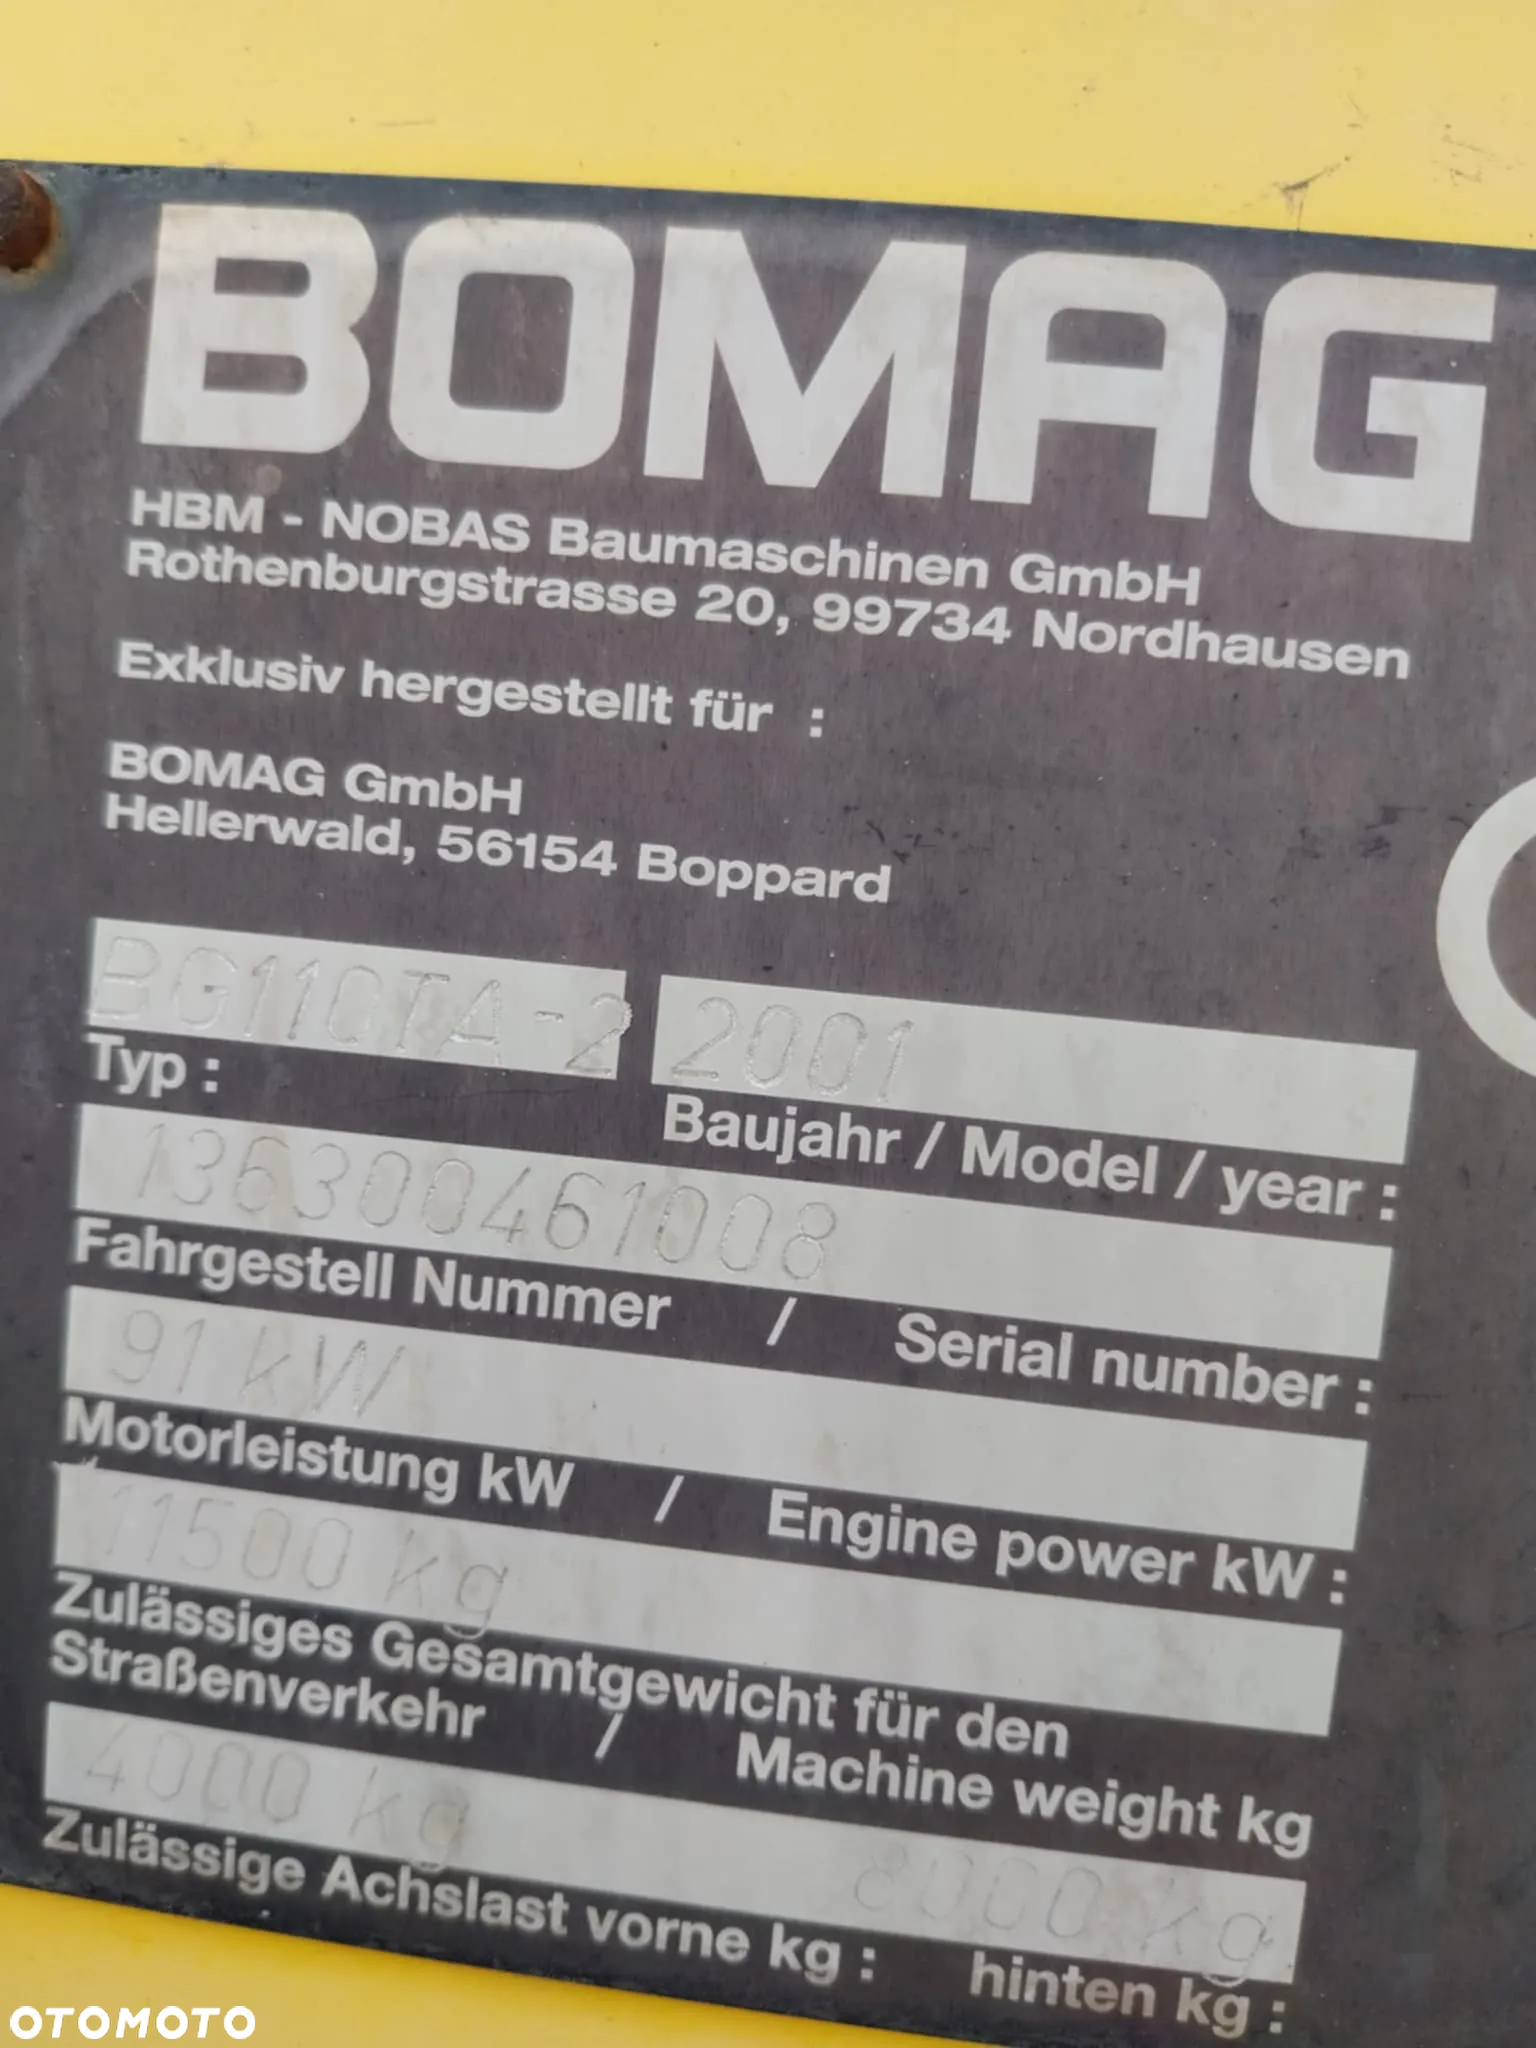 BOMAG
HBM - NOBAS Baumaschinen GmbH
Rothenburgstrasse 20, 99734 Nordhausen
Exklusiv hergestellt für :
BOMAG GmbH
Hellerwald, 56154 Boppard
BG110TA-2 2001
Typ : Baujahr / Model / year :
136300461008
Fahrgestell Nummer / Serial number :
91 kW
Motorleistung kW / Engine power kW :
11500 kg
Zulässiges Gesamtgewicht für den
Straßenverkehr / Machine weight kg
4000 kg 8000 kg
Zulässige Achslast vorne kg : hinten kg :
OTOMOTO